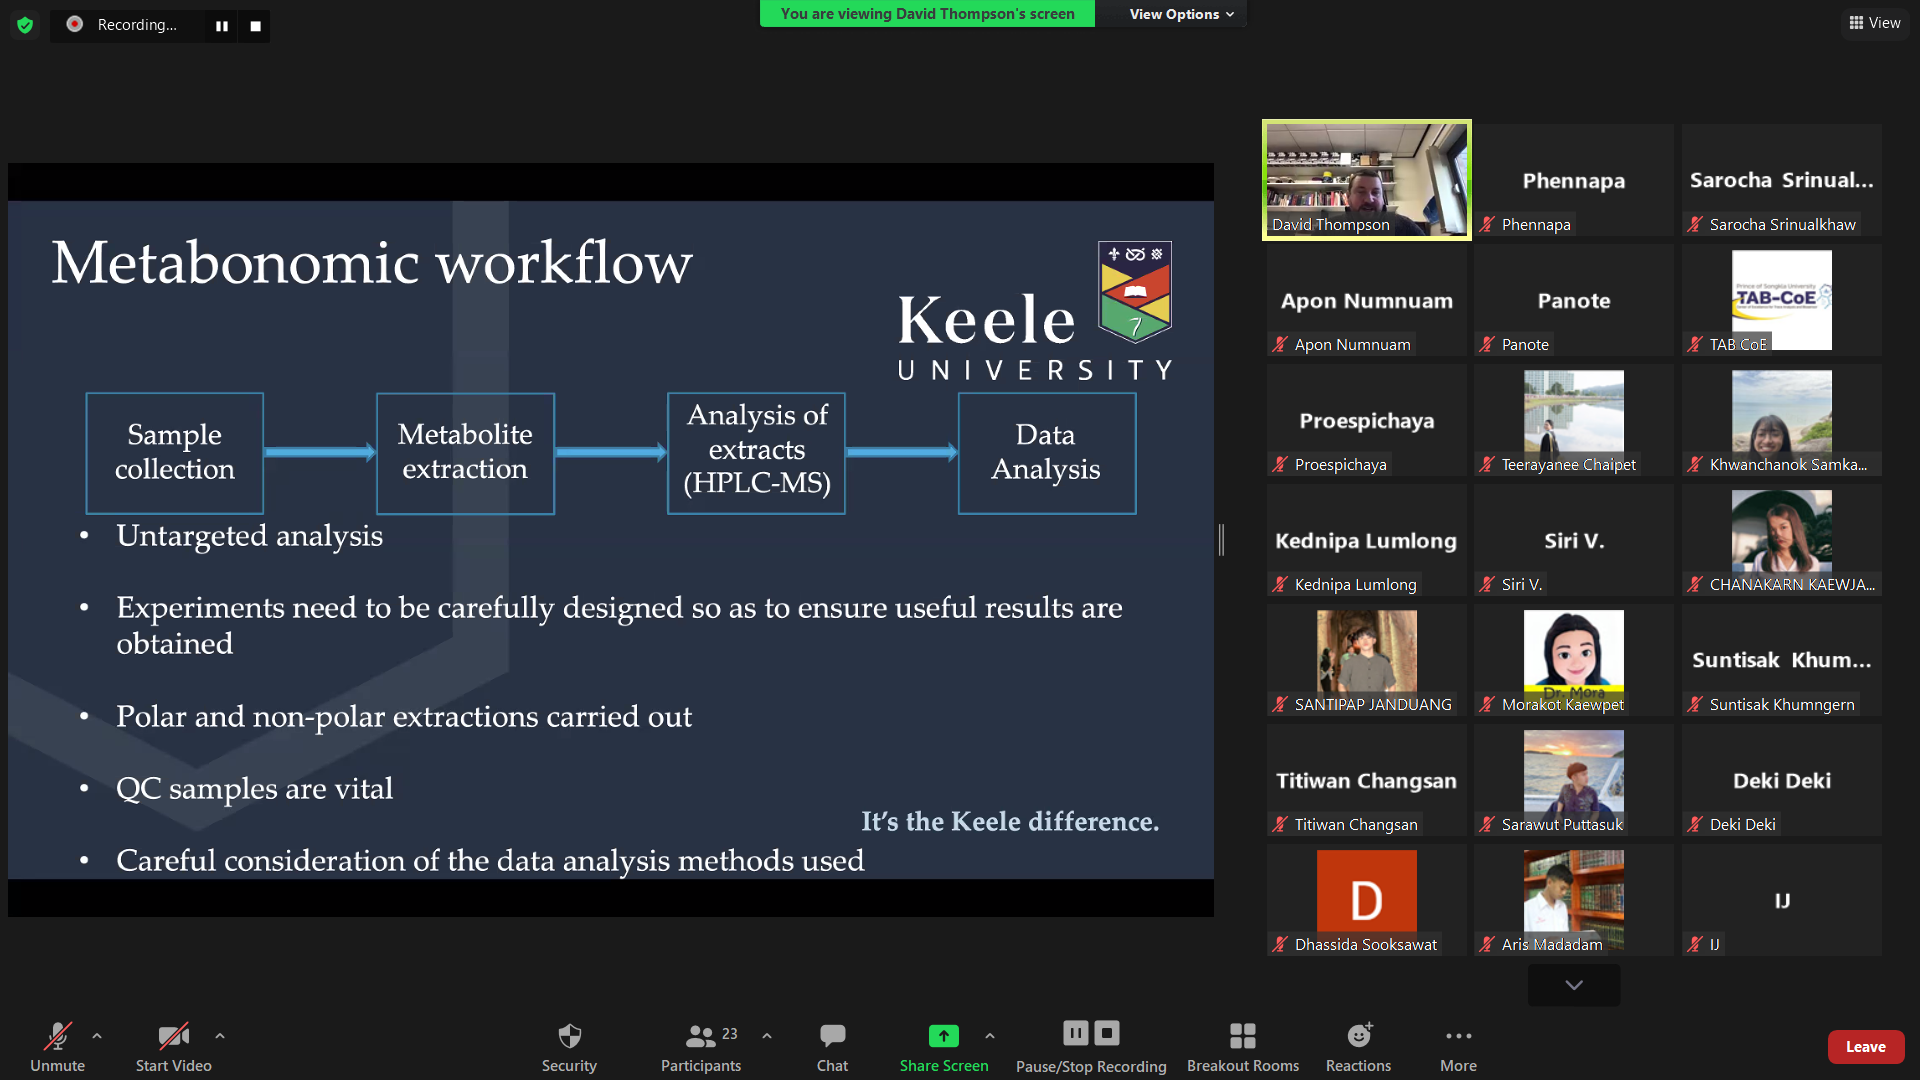 Recording...
You are viewing David Thompson's screen
View Options
View
Metabonomic workflow
Keele
UNIVERSITY
Sample
collection
Metabolite
extraction
Analysis of
extracts
(HPLC-MS)
Data
Analysis
• Untargeted analysis
• Experiments need to be carefully designed so as to ensure useful results are
obtained
• Polar and non-polar extractions carried out
• QC samples are vital
It's the Keele difference.
• Careful consideration of the data analysis methods used
David Thompson
Phennapa
Phennapa
Sarocha Srinual...
Sarocha Srinualkhaw
Apon Numnuam
Apon Numnuam
Panote
Panote
Prince of Songkla University
TAB-CoE
TAB CoE
Proespichaya
Proespichaya
Teerayanee Chaipet
Khwanchanok Samka...
Kednipa Lumlong
Kednipa Lumlong
Siri V.
Siri V.
CHANAKARN KAEWJA...
SANTIPAP JANDUANG
Dr. Mora
Morakot Kaewpet
Suntisak Khum...
Suntisak Khumngern
Titiwan Changsan
Titiwan Changsan
Sarawut Puttasuk
Deki Deki
Deki Deki
D
Dhassida Sooksawat
Aris Madadam
IJ
IJ
Unmute
Start Video
Security
23
Participants
Chat
Share Screen
Pause/Stop Recording
Breakout Rooms
Reactions
More
Leave